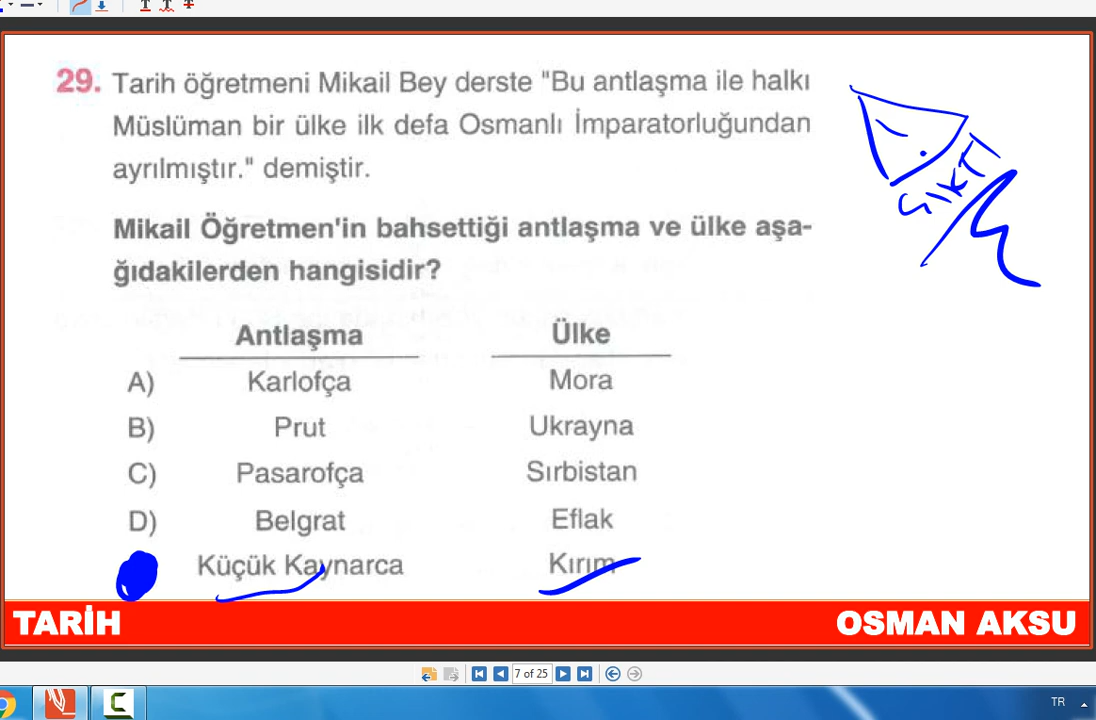 29. Tarih öğretmeni Mikail Bey derste "Bu antlaşma ile halkı
Müslüman bir ülke ilk defa Osmanlı İmparatorluğundan
ayrılmıştır." demiştir.
Mikail Öğretmen'in bahsettiği antlaşma ve ülke aşa-
ğıdakilerden hangisidir?
Antlaşma Ülke
A) Karlofça Mora
B) Prut Ukrayna
C) Pasarofça Sırbistan
D) Belgrat Eflak
Küçük Kaynarca Kırım
TARİH OSMAN AKSU
7 of 25
TR